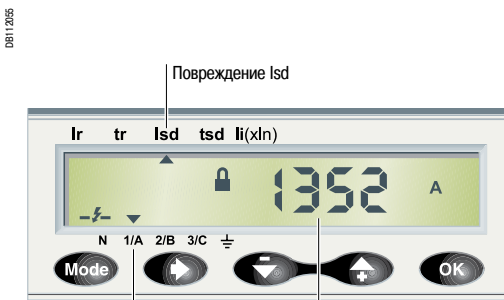 DB112055
Повреждение Isd
Ir tr Isd tsd Ii(xIn)
1352 A
N 1/A 2/B 3/C
Mode OK